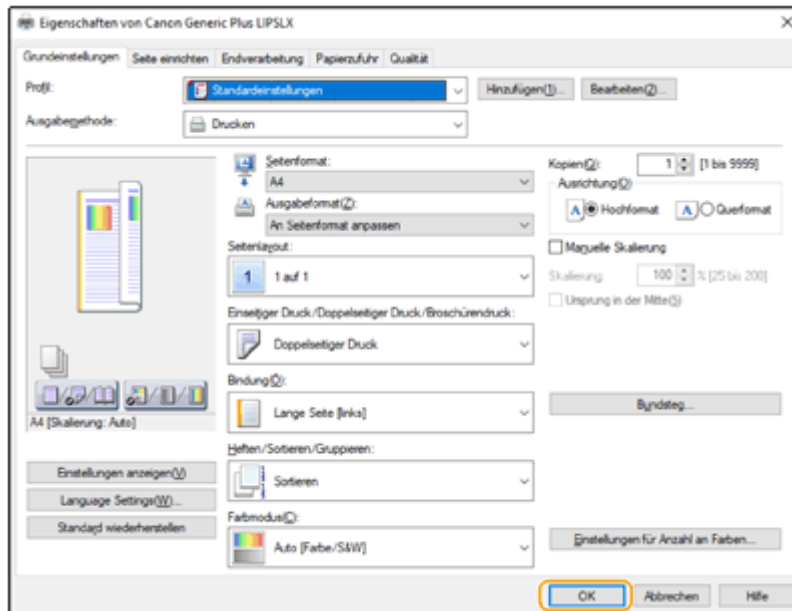 Eigenschaften von Canon Generic Plus LIPSLX
Grundeinstellungen Seite einrichten Endverarbeitung Papierzufuhr Qualität
Profil: Standardeinstellungen Hinzufügen(1)... Bearbeiten(2)...
Ausgabemethode: Drucken
Seitenformat:
A4
Ausgabeformat(Z):
An Seitenformat anpassen
Kopien(Q): 1 [1 bis 9999]
Ausrichtung(O)
A Hochformat A Querformat
Seitenlayout:
1 1 auf 1
Manuelle Skalierung
Skalierung: 100 % [25 bis 200]
Ursprung in der Mitte(S)
Einseitiger Druck/Doppelseitiger Druck/Broschürendruck:
Doppelseitiger Druck
Bindung(D):
Lange Seite [links]
Bundsteg...
A4 [Skalierung: Auto]
Heften/Sortieren/Gruppieren:
Sortieren
Einstellungen anzeigen(V)
Language Settings(W)...
Standard wiederherstellen
Farbmodus(C):
Auto [Farbe/S&W]
Einstellungen für Anzahl an Farben...
OK Abbrechen Hilfe